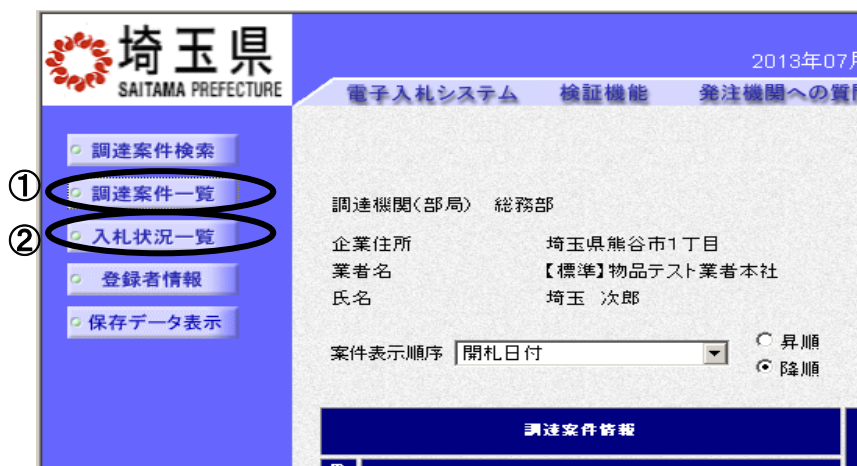 埼玉県
SAITAMA PREFECTURE
2013年07月
電子入札システム 検証機能 発注機関への質問
調達案件検索
① 調達案件一覧
② 入札状況一覧
登録者情報
保存データ表示
調達機関(部局) 総務部
企業住所 埼玉県熊谷市1丁目
業者名 【標準】物品テスト業者本社
氏名 埼玉 次郎
案件表示順序 開札日付
昇順
降順
調達案件情報